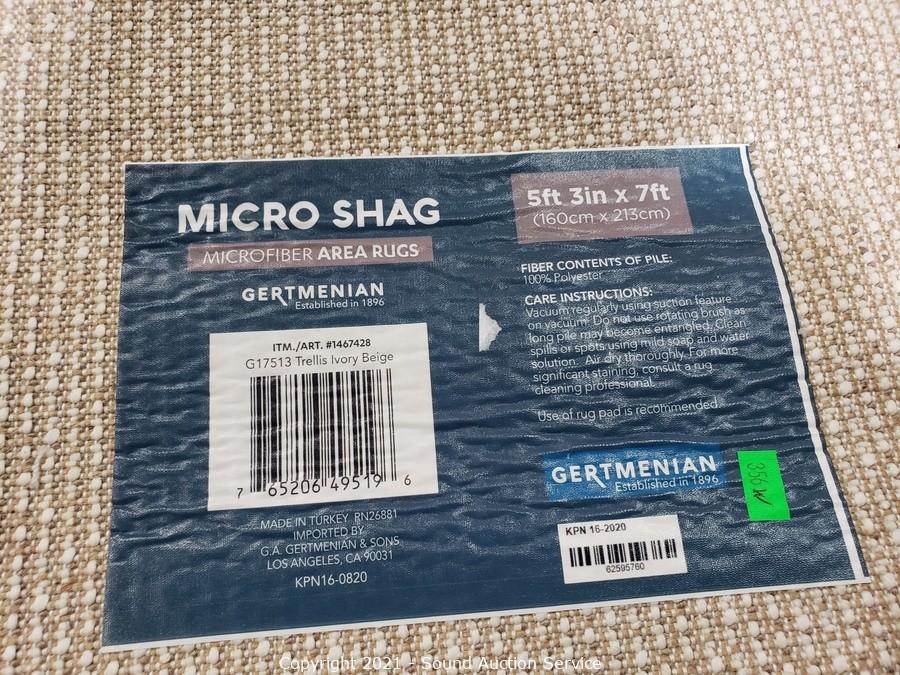 MICRO SHAG
MICROFIBER AREA RUGS
GERTMENIAN
Established in 1896
ITM./ART. #1467428
G17513 Trellis Ivory Beige
7 65206 49519 6
MADE IN TURKEY RN26881
IMPORTED BY
G.A. GERTMENIAN & SONS
LOS ANGELES, CA 90031
KPN16-0820
5ft 3in x 7ft
(160cm x 213cm)
FIBER CONTENTS OF PILE:
100% Polyester
CARE INSTRUCTIONS:
Vacuum regularly using suction feature
on vacuum. Do not use rotating brush as
long pile may become entangled. Clean
spills or spots using mild soap and water
solution. Air dry thoroughly. For more
significant staining, consult a rug
cleaning professional.
Use of rug pad is recommended.
GERTMENIAN
Established in 1896
356 W
KPN 16-2020
62595760
Copyright 2021 - Sound Auction Service